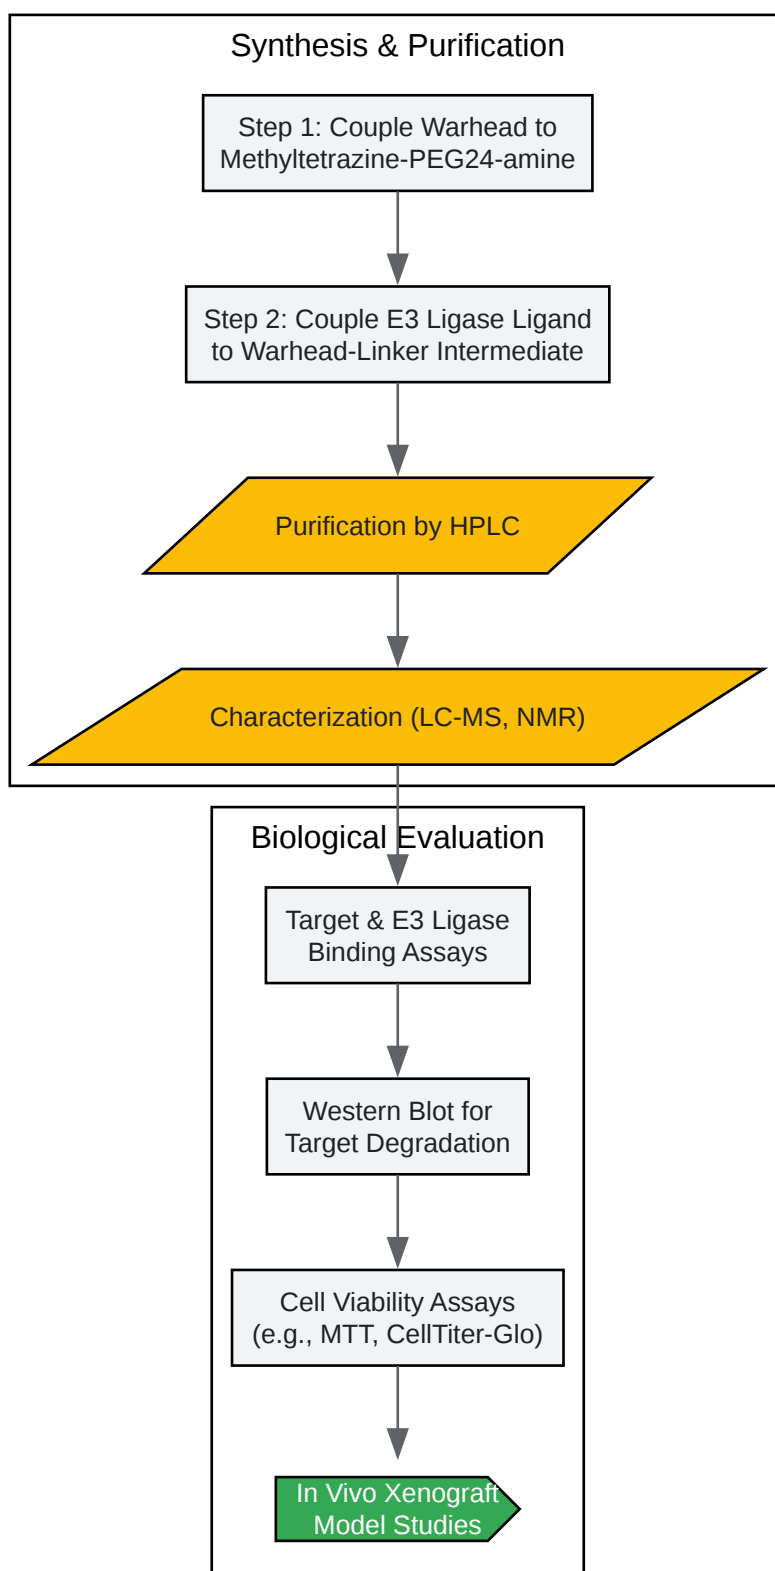 Synthesis & Purification
Step 1: Couple Warhead to
Methyltetrazine-PEG24-amine
Step 2: Couple E3 Ligase Ligand
to Warhead-Linker Intermediate
Purification by HPLC
Characterization (LC-MS, NMR)
Biological Evaluation
Target & E3 Ligase
Binding Assays
Western Blot for
Target Degradation
Cell Viability Assays
(e.g., MTT, CellTiter-Glo)
In Vivo Xenograft
Model Studies